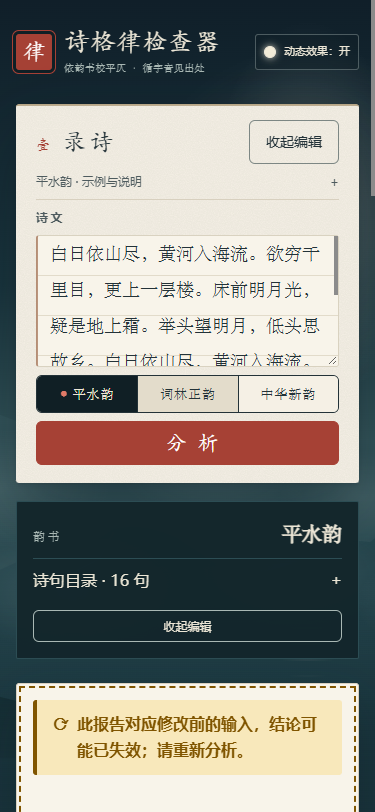 律
诗格律检查器
依韵书校平仄 · 循字音见出处
动态效果：开
壹
录诗
收起编辑
平水韵 · 示例与说明
+
诗文
白日依山尽，黄河入海流。欲穷千
里目，更上一层楼。床前明月光，
疑是地上霜。举头望明月，低头思
故乡。白日依山尽，黄河入海流。
平水韵
词林正韵
中华新韵
分析
韵书
平水韵
诗句目录 · 16 句
+
收起编辑
此报告对应修改前的输入，结论可
能已失效；请重新分析。